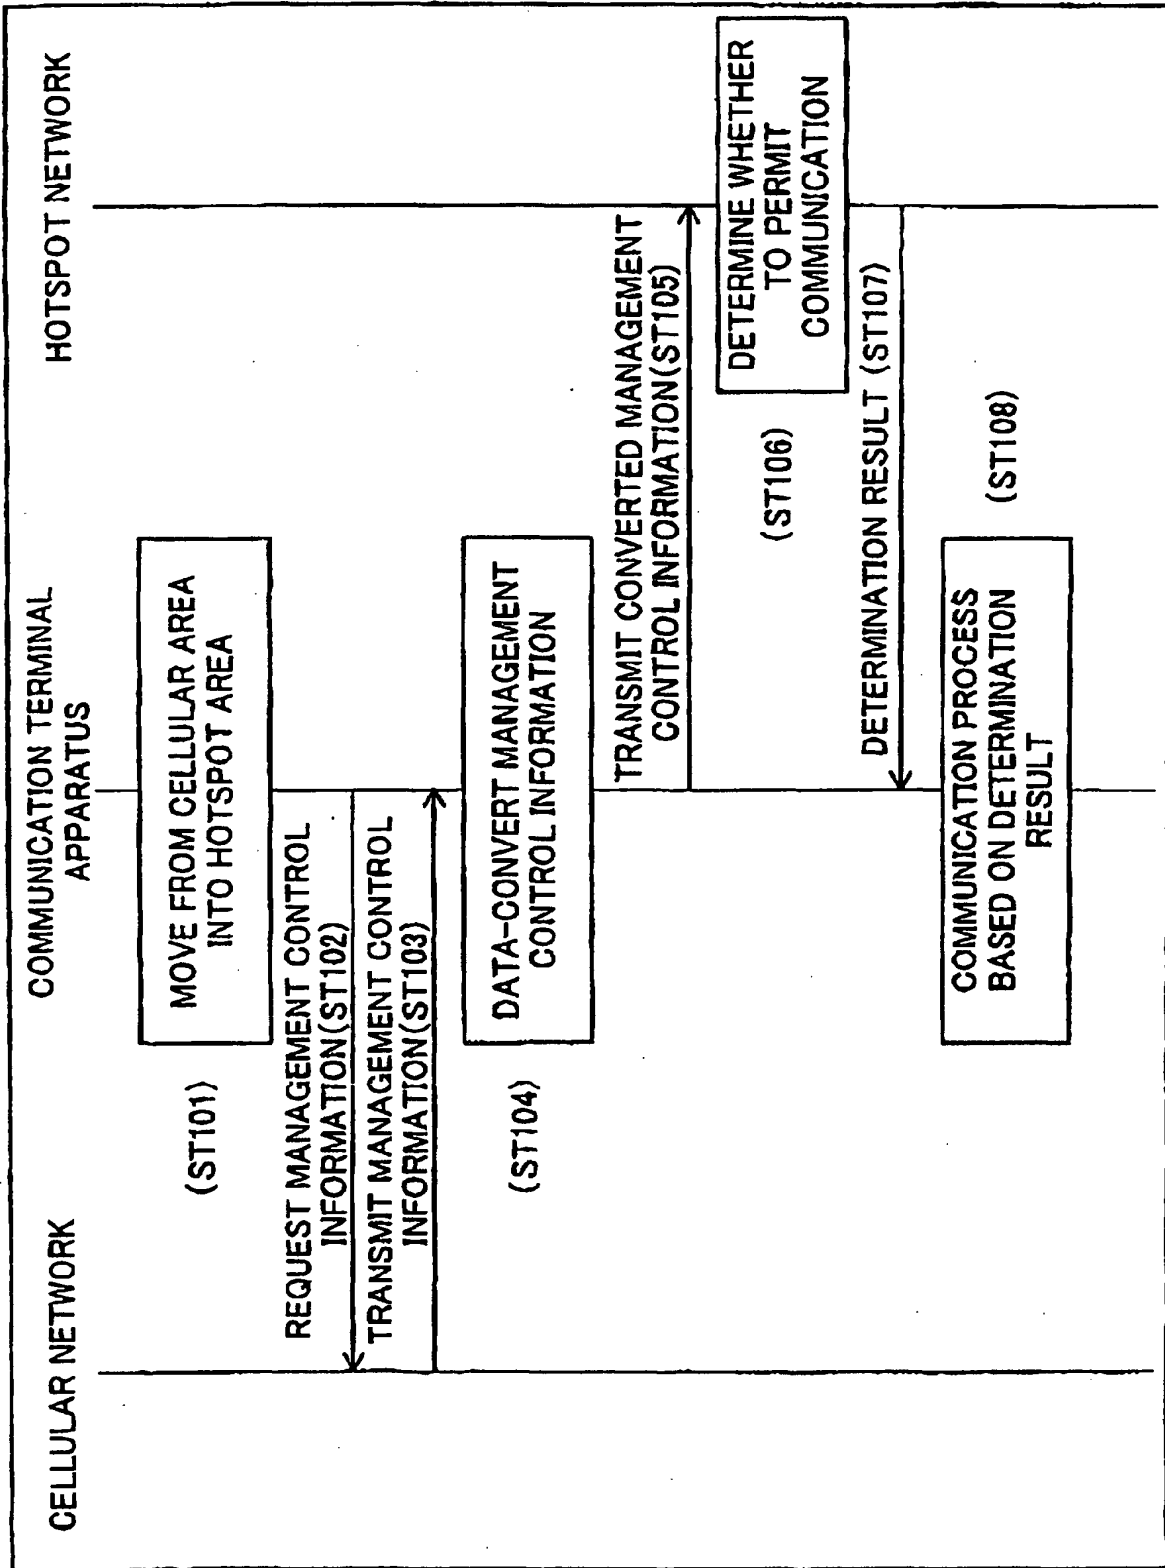 CELLULAR NETWORK
COMMUNICATION TERMINAL
APPARATUS
HOTSPOT NETWORK
(ST101)
MOVE FROM CELLULAR AREA
INTO HOTSPOT AREA
REQUEST MANAGEMENT CONTROL
INFORMATION(ST102)
TRANSMIT MANAGEMENT CONTROL
INFORMATION(ST103)
(ST104)
DATA-CONVERT MANAGEMENT
CONTROL INFORMATION
TRANSMIT CONVERTED MANAGEMENT
CONTROL INFORMATION(ST105)
(ST106)
DETERMINE WHETHER
TO PERMIT
COMMUNICATION
DETERMINATION RESULT (ST107)
COMMUNICATION PROCESS
BASED ON DETERMINATION
RESULT
(ST108)